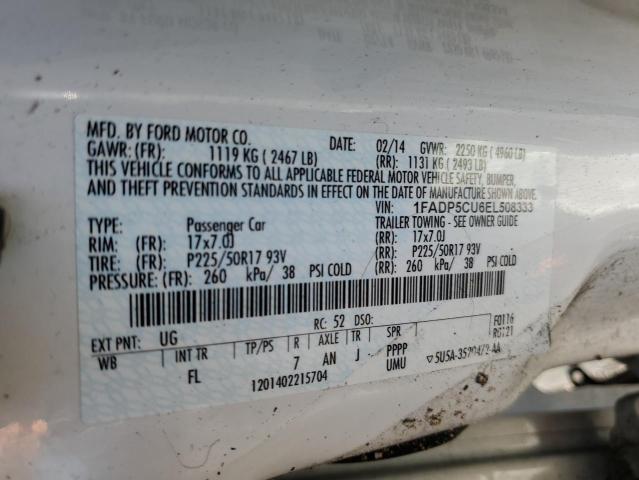 MFD. BY FORD MOTOR CO.
DATE: 02/14 GVWR: 2250 KG ( 4960 LB)
GAWR: (FR): 1119 KG ( 2467 LB) (RR): 1131 KG ( 2493 LB)
THIS VEHICLE CONFORMS TO ALL APPLICABLE FEDERAL MOTOR VEHICLE SAFETY, BUMPER,
AND THEFT PREVENTION STANDARDS IN EFFECT ON THE DATE OF MANUFACTURE SHOWN ABOVE.
VIN: 1FADP5CU6EL508333
TYPE: Passenger Car TRAILER TOWING - SEE OWNER GUIDE
RIM: (FR): 17x7.0J (RR): 17x7.0J
TIRE: (FR): P225/50R17 93V (RR): P225/50R17 93V
PRESSURE: (FR): 260 kPa/ 38 PSI COLD (RR): 260 kPa/ 38 PSI COLD
EXT PNT: UG RC: 52 DSO: F0116
R0121
WB INT TR TP/PS R AXLE TR SPR
FL 7 AN J PPPP
UMU
1201402215704